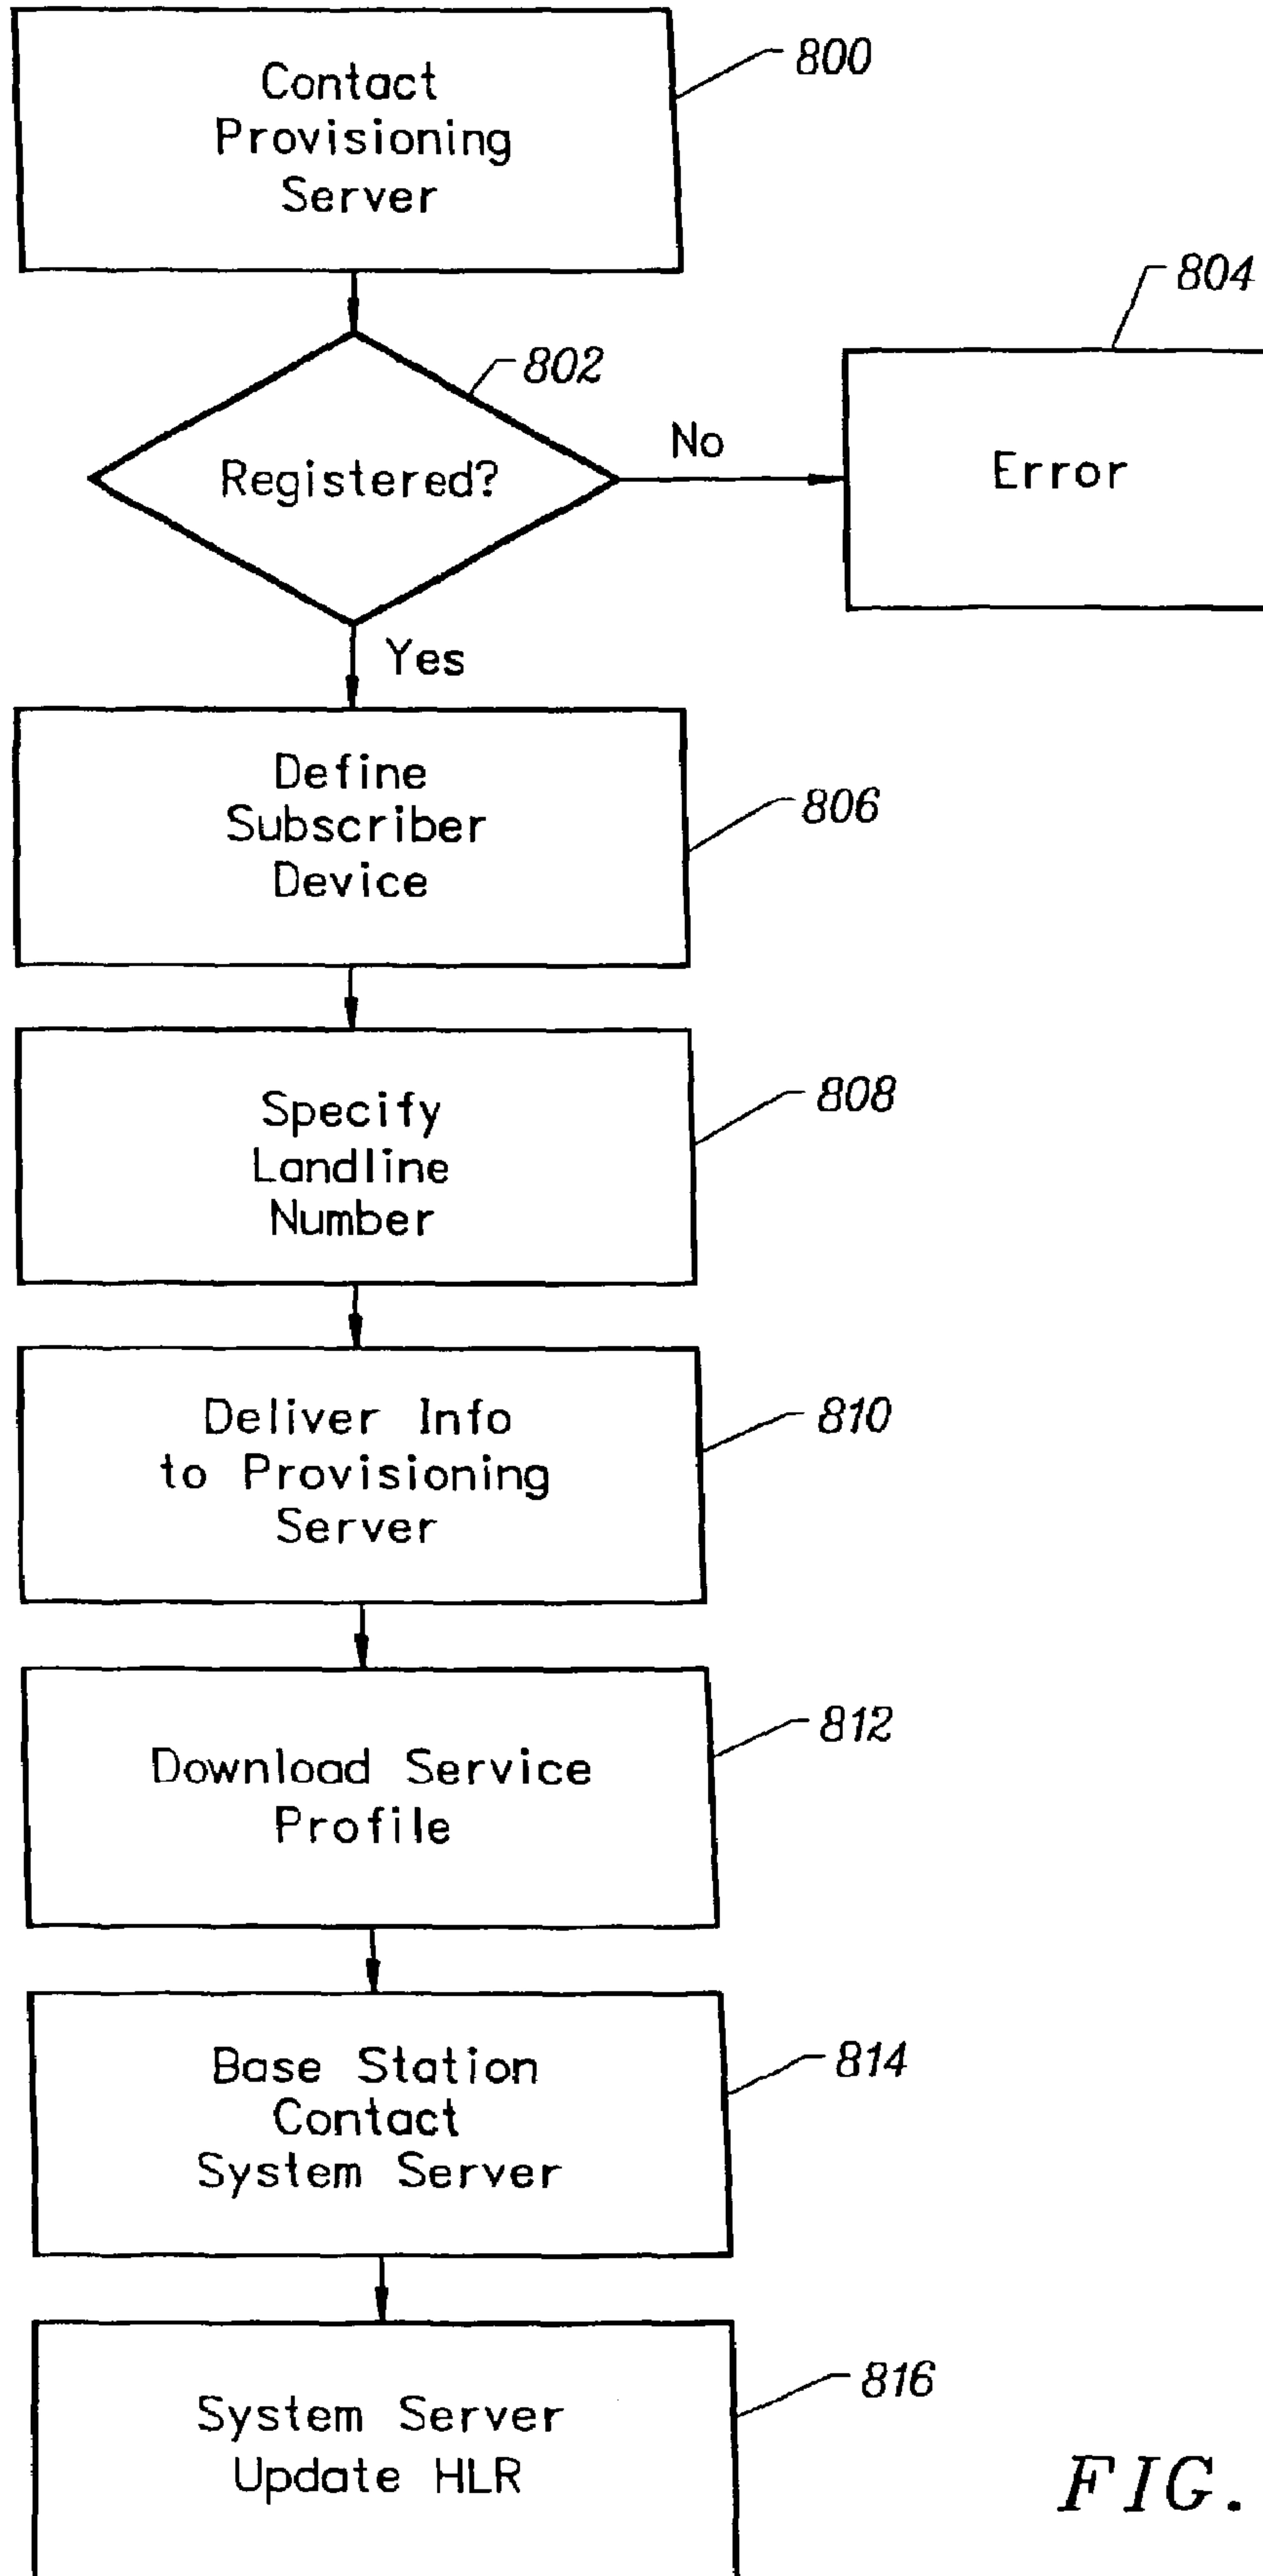 Contact
Provisioning
Server
800
Registered?
802
No
Error
804
Yes
Define
Subscriber
Device
806
Specify
Landline
Number
808
Deliver Info
to Provisioning
Server
810
Download Service
Profile
812
Base Station
Contact
System Server
814
System Server
Update HLR
816
FIG.